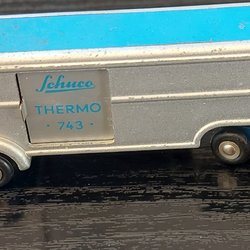 Schuco
THERMO
· 743 ·